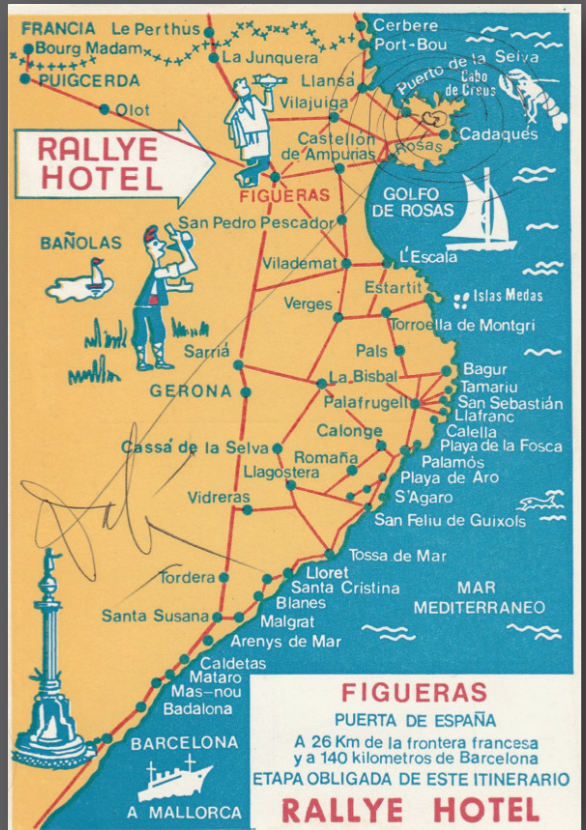 FRANCIA
Le Perthus
Cerbere
Bourg Madam
Port-Bou
La Junquera
PUIGCERDA
Llansá
Puerto de la Selva
Cabo
de Creus
Olot
Vilajuiga
Cadaqués
Castellón
de Ampurias
Rosas
RALLYE
HOTEL
FIGUERAS
GOLFO
DE ROSAS
San Pedro Pescador
BAÑOLAS
L'Escala
Vilademat
Estartit
Islas Medas
Verges
Torroella de Montgri
Sarriá
Pals
Bagur
La Bisbal
Tamariu
GERONA
Palafrugell
San Sebastián
Llafranc
Calonge
Calella
Cassá de la Selva
Playa de la Fosca
Romaña
Palamós
Llagostera
Playa de Aro
Vidreras
S'Agaro
San Feliu de Guixols
Dalí
Tossa de Mar
Tordera
Lloret
Santa Cristina
MAR
MEDITERRANEO
Blanes
Santa Susana
Malgrat
Arenys de Mar
Caldetas
Mataro
Mas-nou
Badalona
BARCELONA
A MALLORCA
FIGUERAS
PUERTA DE ESPAÑA
A 26 Km de la frontera francesa
y a 140 kilometros de Barcelona
ETAPA OBLIGADA DE ESTE ITINERARIO
RALLYE HOTEL